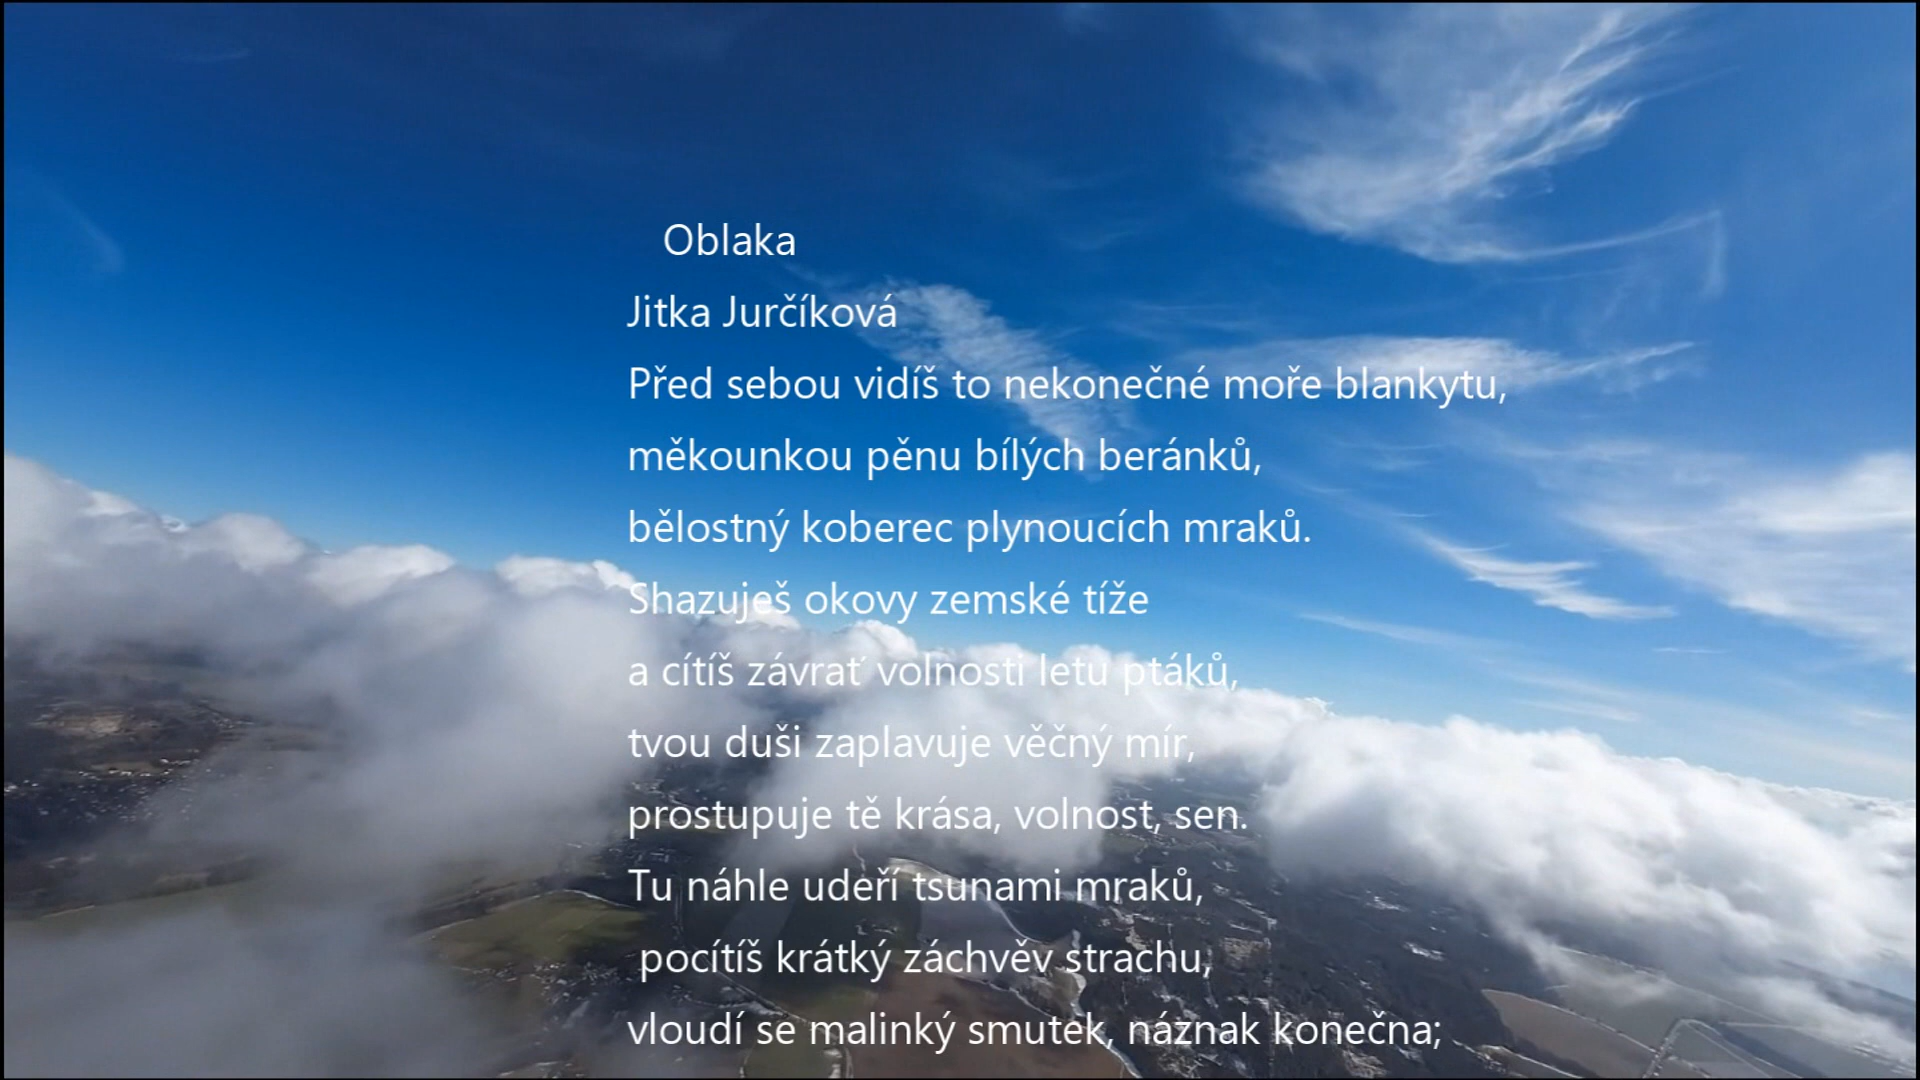 Oblaka
Jitka Jurčíková
Před sebou vidíš to nekonečné moře blankytu,
měkounkou pěnu bílých beránků,
bělostný koberec plynoucích mraků.
Shazuješ okovy zemské tíže
a cítíš závrať volnosti letu ptáků,
tvou duši zaplavuje věčný mír,
prostupuje tě krása, volnost, sen.
Tu náhle udeří tsunami mraků,
pocítíš krátký záchvěv strachu,
vloudí se malinký smutek, náznak konečna;